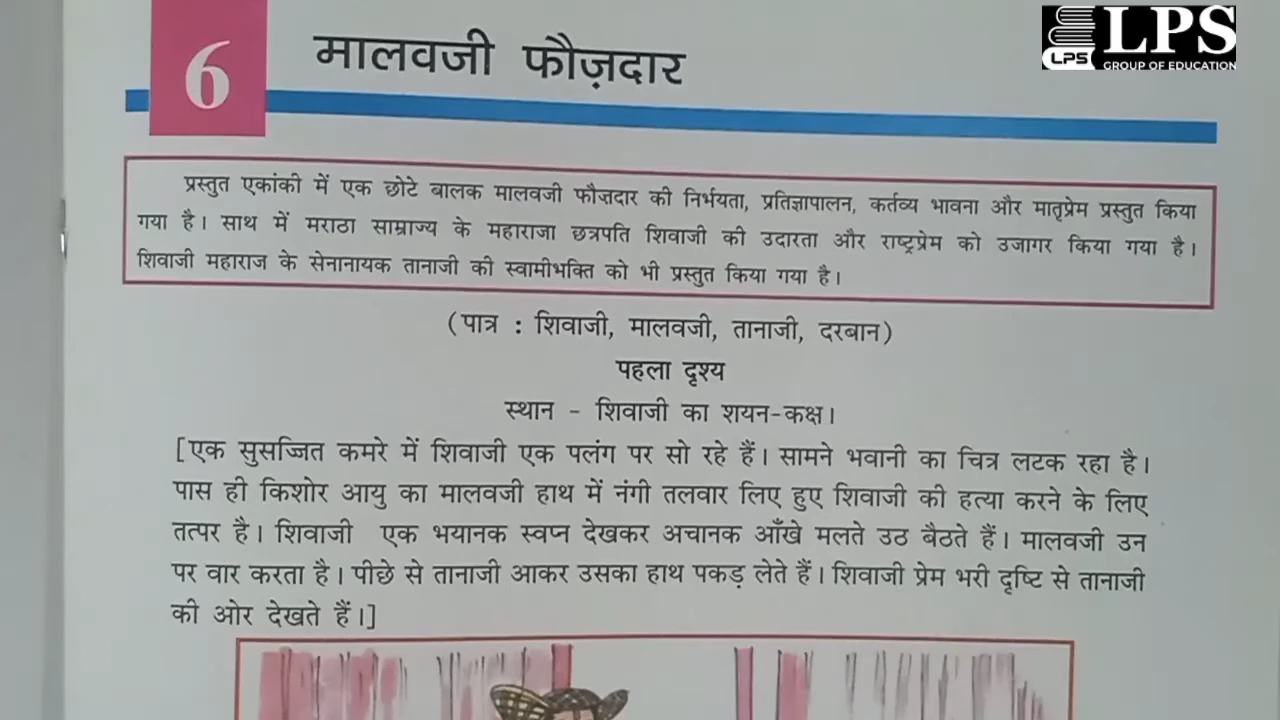 6
मालवजी फौज़दार
LPS
LPS
GROUP OF EDUCATION
प्रस्तुत एकांकी में एक छोटे बालक मालवजी फौज़दार की निर्भयता, प्रतिज्ञापालन, कर्तव्य भावना और मातृप्रेम प्रस्तुत किया
गया है। साथ में मराठा साम्राज्य के महाराजा छत्रपति शिवाजी की उदारता और राष्ट्रप्रेम को उजागर किया गया है।
शिवाजी महाराज के सेनानायक तानाजी की स्वामीभक्ति को भी प्रस्तुत किया गया है।
(पात्र : शिवाजी, मालवजी, तानाजी, दरबान)
पहला दृश्य
स्थान - शिवाजी का शयन-कक्ष।
[एक सुसज्जित कमरे में शिवाजी एक पलंग पर सो रहे हैं। सामने भवानी का चित्र लटक रहा है।
पास ही किशोर आयु का मालवजी हाथ में नंगी तलवार लिए हुए शिवाजी की हत्या करने के लिए
तत्पर है। शिवाजी एक भयानक स्वप्न देखकर अचानक आँखे मलते उठ बैठते हैं। मालवजी उन
पर वार करता है। पीछे से तानाजी आकर उसका हाथ पकड़ लेते हैं। शिवाजी प्रेम भरी दृष्टि से तानाजी
की ओर देखते हैं।]